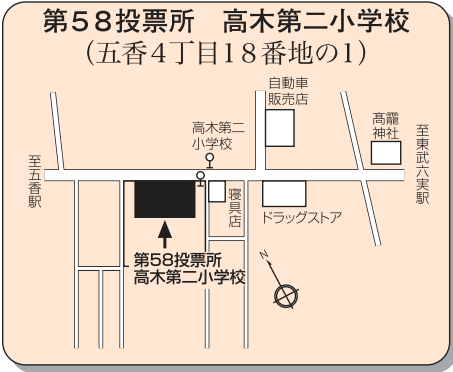 第58投票所 高木第二小学校
（五香4丁目18番地の1）
自動車
販売店
高木第二
小学校
髙龗
神社
至東武六実駅
至五香駅
寝具店
ドラッグストア
第58投票所
高木第二小学校
N